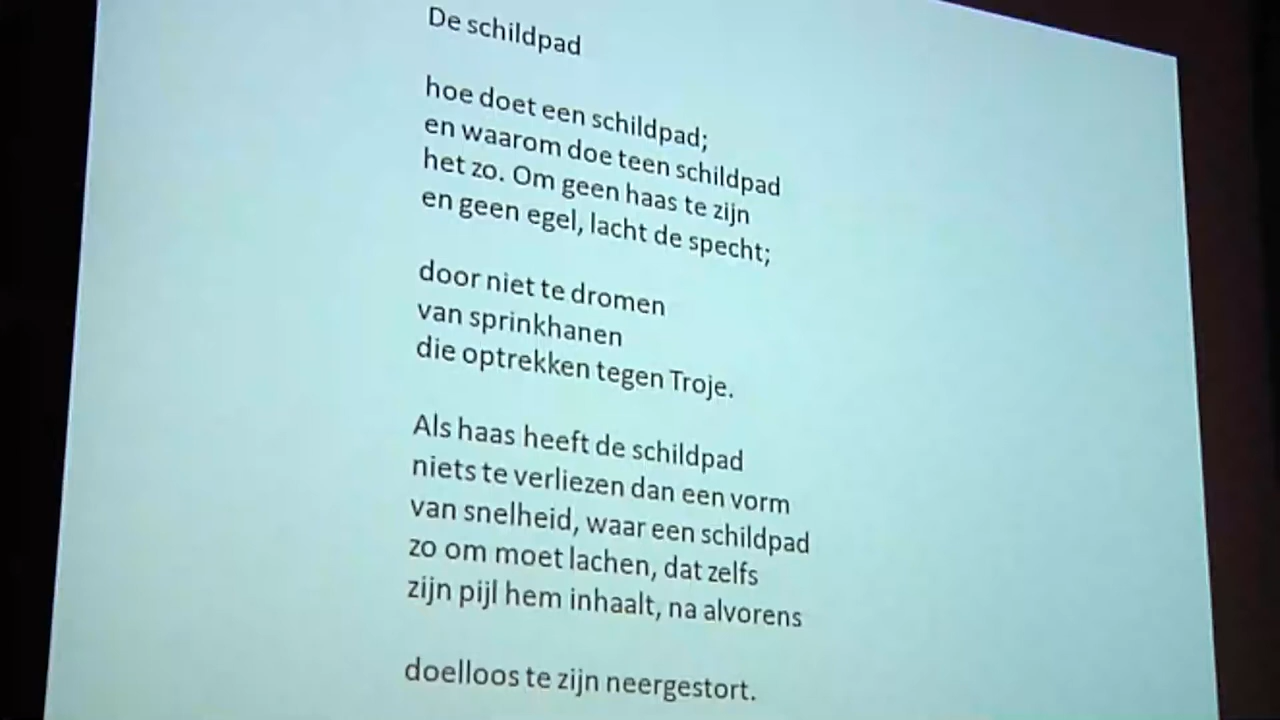 De schildpad
hoe doet een schildpad;
en waarom doe teen schildpad
het zo. Om geen haas te zijn
en geen egel, lacht de specht;
door niet te dromen
van sprinkhanen
die optrekken tegen Troje.
Als haas heeft de schildpad
niets te verliezen dan een vorm
van snelheid, waar een schildpad
zo om moet lachen, dat zelfs
zijn pijl hem inhaalt, na alvorens
doelloos te zijn neergestort.